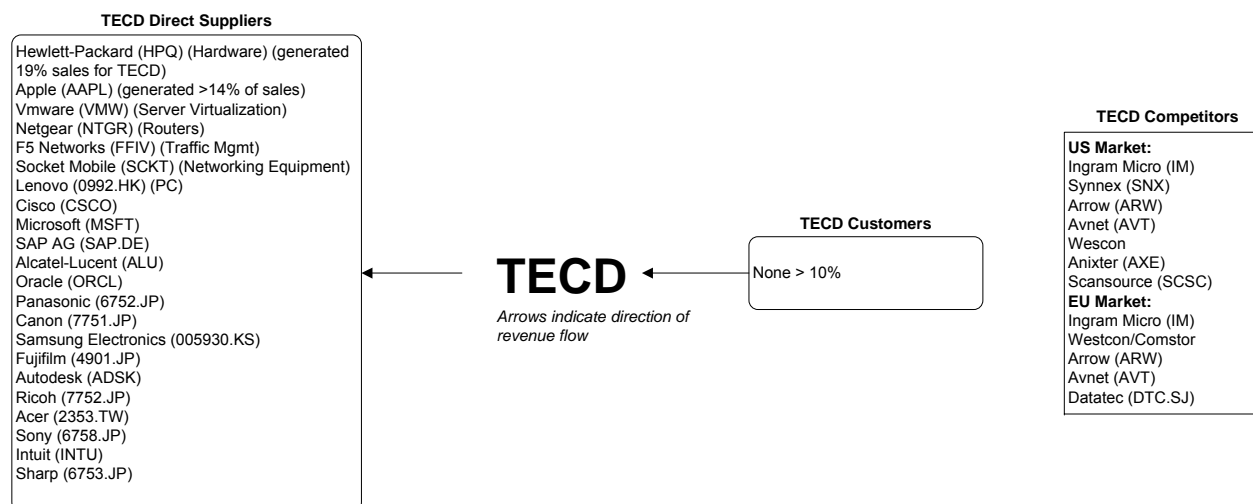 TECD Direct Suppliers
Hewlett-Packard (HPQ) (Hardware) (generated
19% sales for TECD)
Apple (AAPL) (generated >14% of sales)
Vmware (VMW) (Server Virtualization)
Netgear (NTGR) (Routers)
F5 Networks (FFIV) (Traffic Mgmt)
Socket Mobile (SCKT) (Networking Equipment)
Lenovo (0992.HK) (PC)
Cisco (CSCO)
Microsoft (MSFT)
SAP AG (SAP.DE)
Alcatel-Lucent (ALU)
Oracle (ORCL)
Panasonic (6752.JP)
Canon (7751.JP)
Samsung Electronics (005930.KS)
Fujifilm (4901.JP)
Autodesk (ADSK)
Ricoh (7752.JP)
Acer (2353.TW)
Sony (6758.JP)
Intuit (INTU)
Sharp (6753.JP)
TECD
Arrows indicate direction of
revenue flow
TECD Customers
None > 10%
TECD Competitors
US Market:
Ingram Micro (IM)
Synnex (SNX)
Arrow (ARW)
Avnet (AVT)
Wescon
Anixter (AXE)
Scansource (SCSC)
EU Market:
Ingram Micro (IM)
Westcon/Comstor
Arrow (ARW)
Avnet (AVT)
Datatec (DTC.SJ)